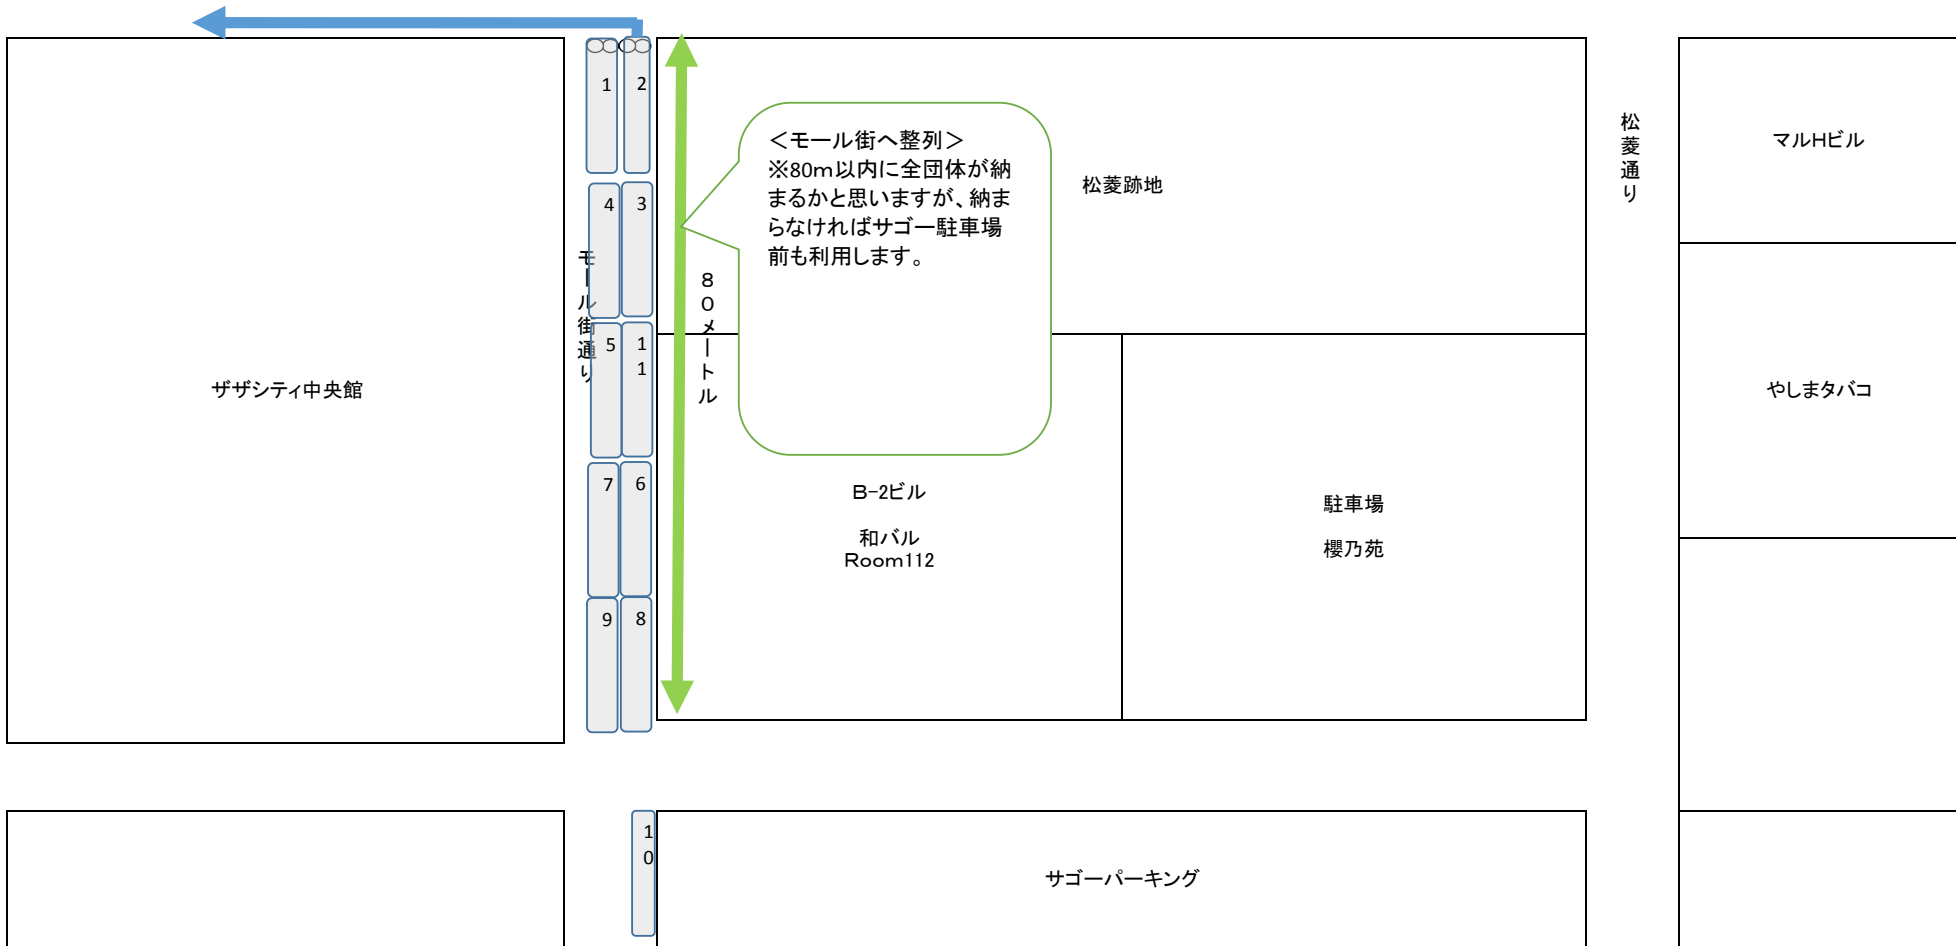 1
2
4
3
5
11
7
6
9
8
10
モール街通り
80メートル
<モール街へ整列>
※80m以内に全団体が納
まるかと思いますが、納ま
らなければサゴー駐車場
前も利用します。
松菱跡地
松菱通り
マルHビル
ザザシティ中央館
やしまタバコ
B-2ビル
和バル
Room112
駐車場
櫻乃苑
サゴーパーキング